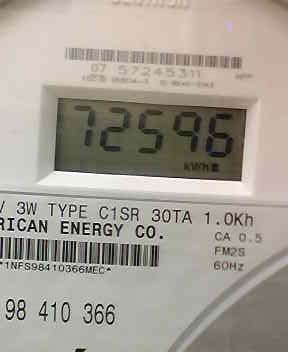 07 57245311
72596
kWh
V 3W TYPE C1SR 30TA 1.0Kh
RICAN ENERGY CO.
CA 0.5
FM2S
60Hz
*1NFS98410366MEC*
98 410 366